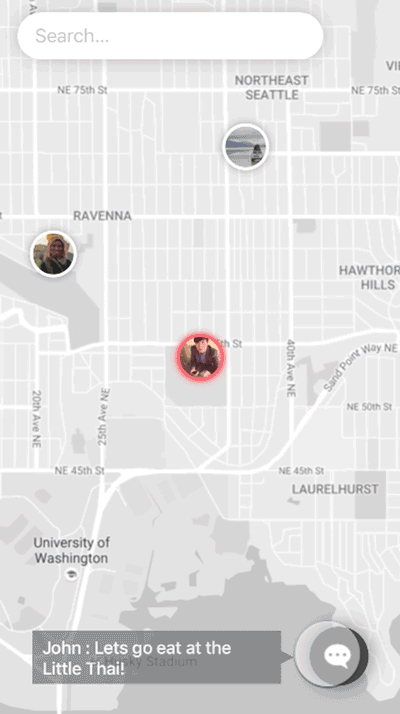 Search...
NE 75th St
NORTHEAST
SEATTLE
NE 75th St
RAVENNA
HAWTHOR
HILLS
th St
40th Ave NE
Sand Point Way NE
20th Ave NE
25th Ave NE
NE 50th St
NE 45th St
NE 45th St
LAURELHURST
University of
Washington
John : Lets go eat at the
Little Thai!
Husky Stadium